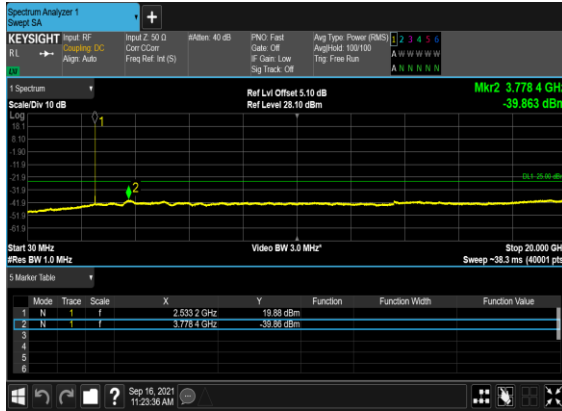 Spectrum Analyzer 1
Swept SA
KEYSIGHT
RL
Input: RF
Coupling: DC
Align: Auto
Input Z: 50 Ω
Corr CCorr
Freq Ref: Int (S)
#Atten: 40 dB
PNO: Fast
Gate: Off
IF Gain: Low
Sig Track: Off
Avg Type: Power (RMS)
Avg|Hold: 100/100
Trig: Free Run
1 2 3 4 5 6
A W W W W W
A N N N N N
LU
1 Spectrum
Scale/Div 10 dB
Ref Lvl Offset 5.10 dB
Ref Level 28.10 dBm
Mkr2 3.778 4 GHz
-39.863 dBm
Log
18.1
8.10
-1.90
-11.9
-21.9
-31.9
-41.9
-51.9
-61.9
1
2
DL1 -25.00 dBm
Start 30 MHz
#Res BW 1.0 MHz
Video BW 3.0 MHz*
Stop 20.000 GHz
Sweep ~38.3 ms (40001 pts)
5 Marker Table
Mode Trace Scale X Y Function Function Width Function Value
1 N 1 f 2.533 2 GHz 19.88 dBm
2 N 1 f 3.778 4 GHz -39.86 dBm
3
4
5
6
Sep 16, 2021
11:23:36 AM